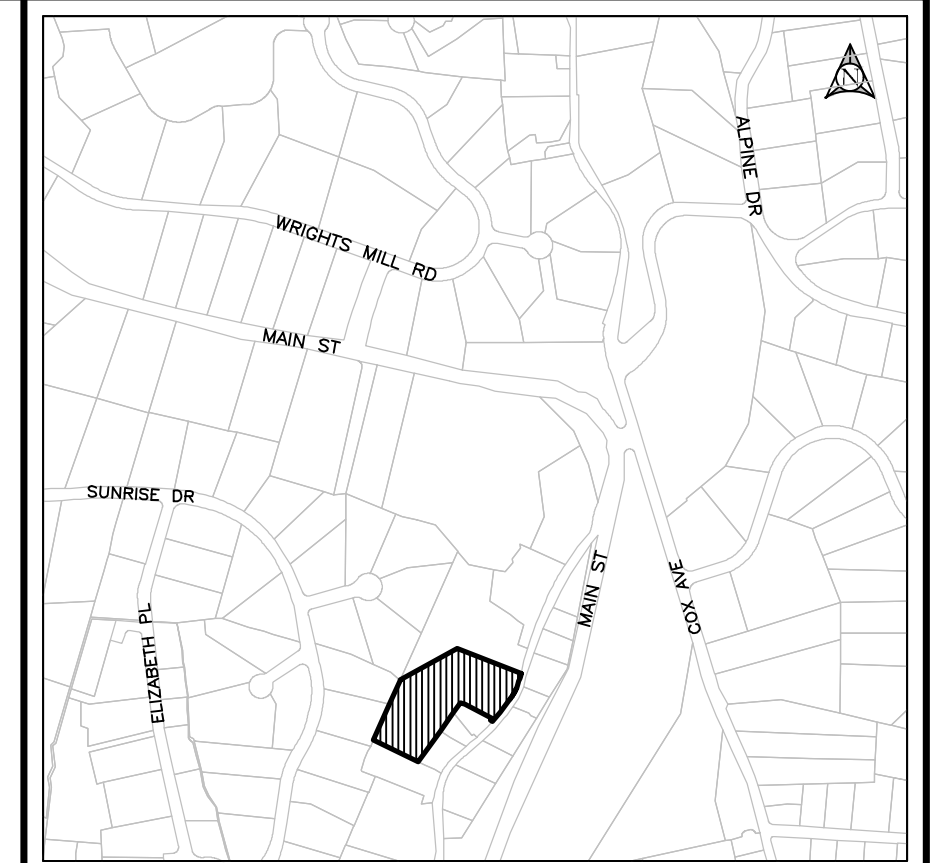 N
ALPINE DR
WRIGHTS MILL RD
MAIN ST
SUNRISE DR
MAIN ST
COX AVE
ELIZABETH PL